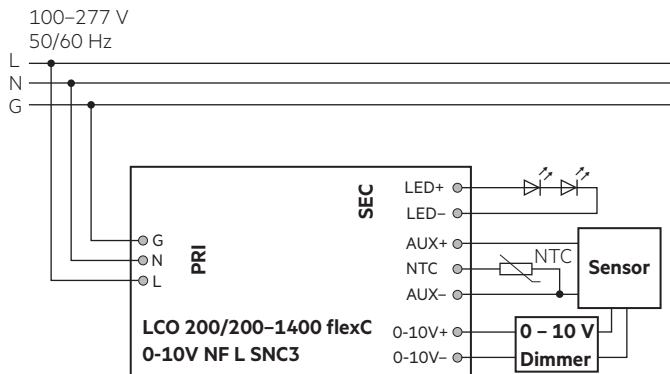 100–277 V
50/60 Hz
L
N
G
LED+
SEC
LED–
G
PRI
AUX+
N
NTC
NTC
Sensor
L
AUX–
LCO 200/200–1400 flexC
0-10V+
0 – 10 V
0-10V NF L SNC3
0-10V–
Dimmer